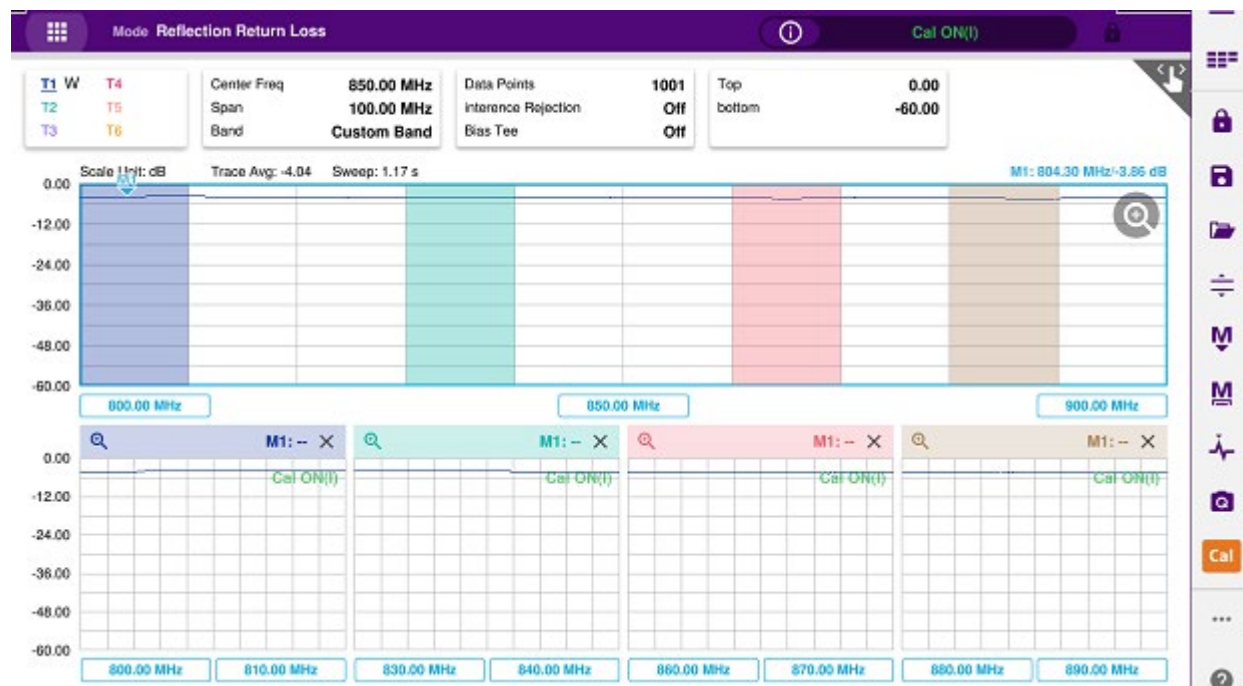 Mode Reflection Return Loss
Cal ON(I)
T1 W T4
T2 T5
T3 T6
Center Freq 850.00 MHz
Span 100.00 MHz
Band Custom Band
Data Points 1001
interence Rejection Off
Bias Tee Off
Top 0.00
bottom -60.00
Scale Unit: dB Trace Avg: -4.04 Sweep: 1.17 s M1: 804.30 MHz/-3.86 dB
0.00
-12.00
-24.00
-36.00
-48.00
-60.00
800.00 MHz 850.00 MHz 900.00 MHz
M1: -- M1: -- M1: -- M1: --
Cal ON(I) Cal ON(I) Cal ON(I) Cal ON(I)
0.00
-12.00
-24.00
-36.00
-48.00
-60.00
800.00 MHz 810.00 MHz 830.00 MHz 840.00 MHz 860.00 MHz 870.00 MHz 880.00 MHz 890.00 MHz
M
M
Cal